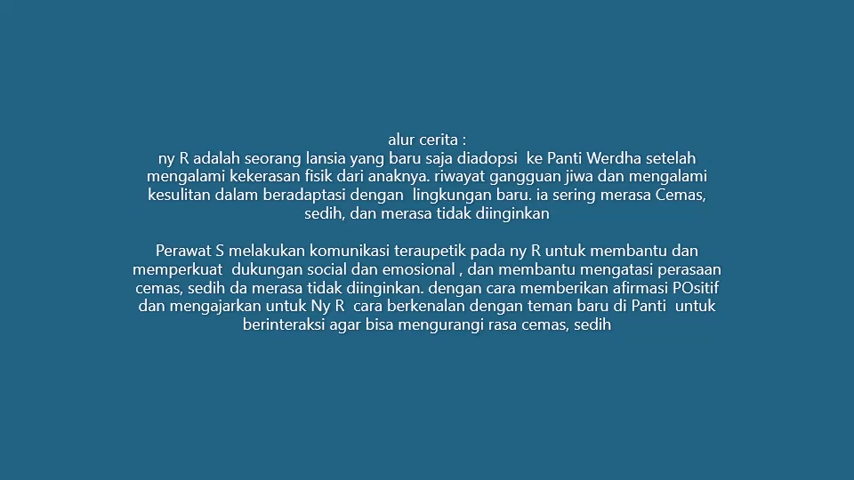 alur cerita :
ny R adalah seorang lansia yang baru saja diadopsi ke Panti Werdha setelah
mengalami kekerasan fisik dari anaknya. riwayat gangguan jiwa dan mengalami
kesulitan dalam beradaptasi dengan lingkungan baru. ia sering merasa Cemas,
sedih, dan merasa tidak diinginkan
Perawat S melakukan komunikasi teraupetik pada ny R untuk membantu dan
memperkuat dukungan social dan emosional , dan membantu mengatasi perasaan
cemas, sedih da merasa tidak diinginkan. dengan cara memberikan afirmasi POsitif
dan mengajarkan untuk Ny R cara berkenalan dengan teman baru di Panti untuk
berinteraksi agar bisa mengurangi rasa cemas, sedih